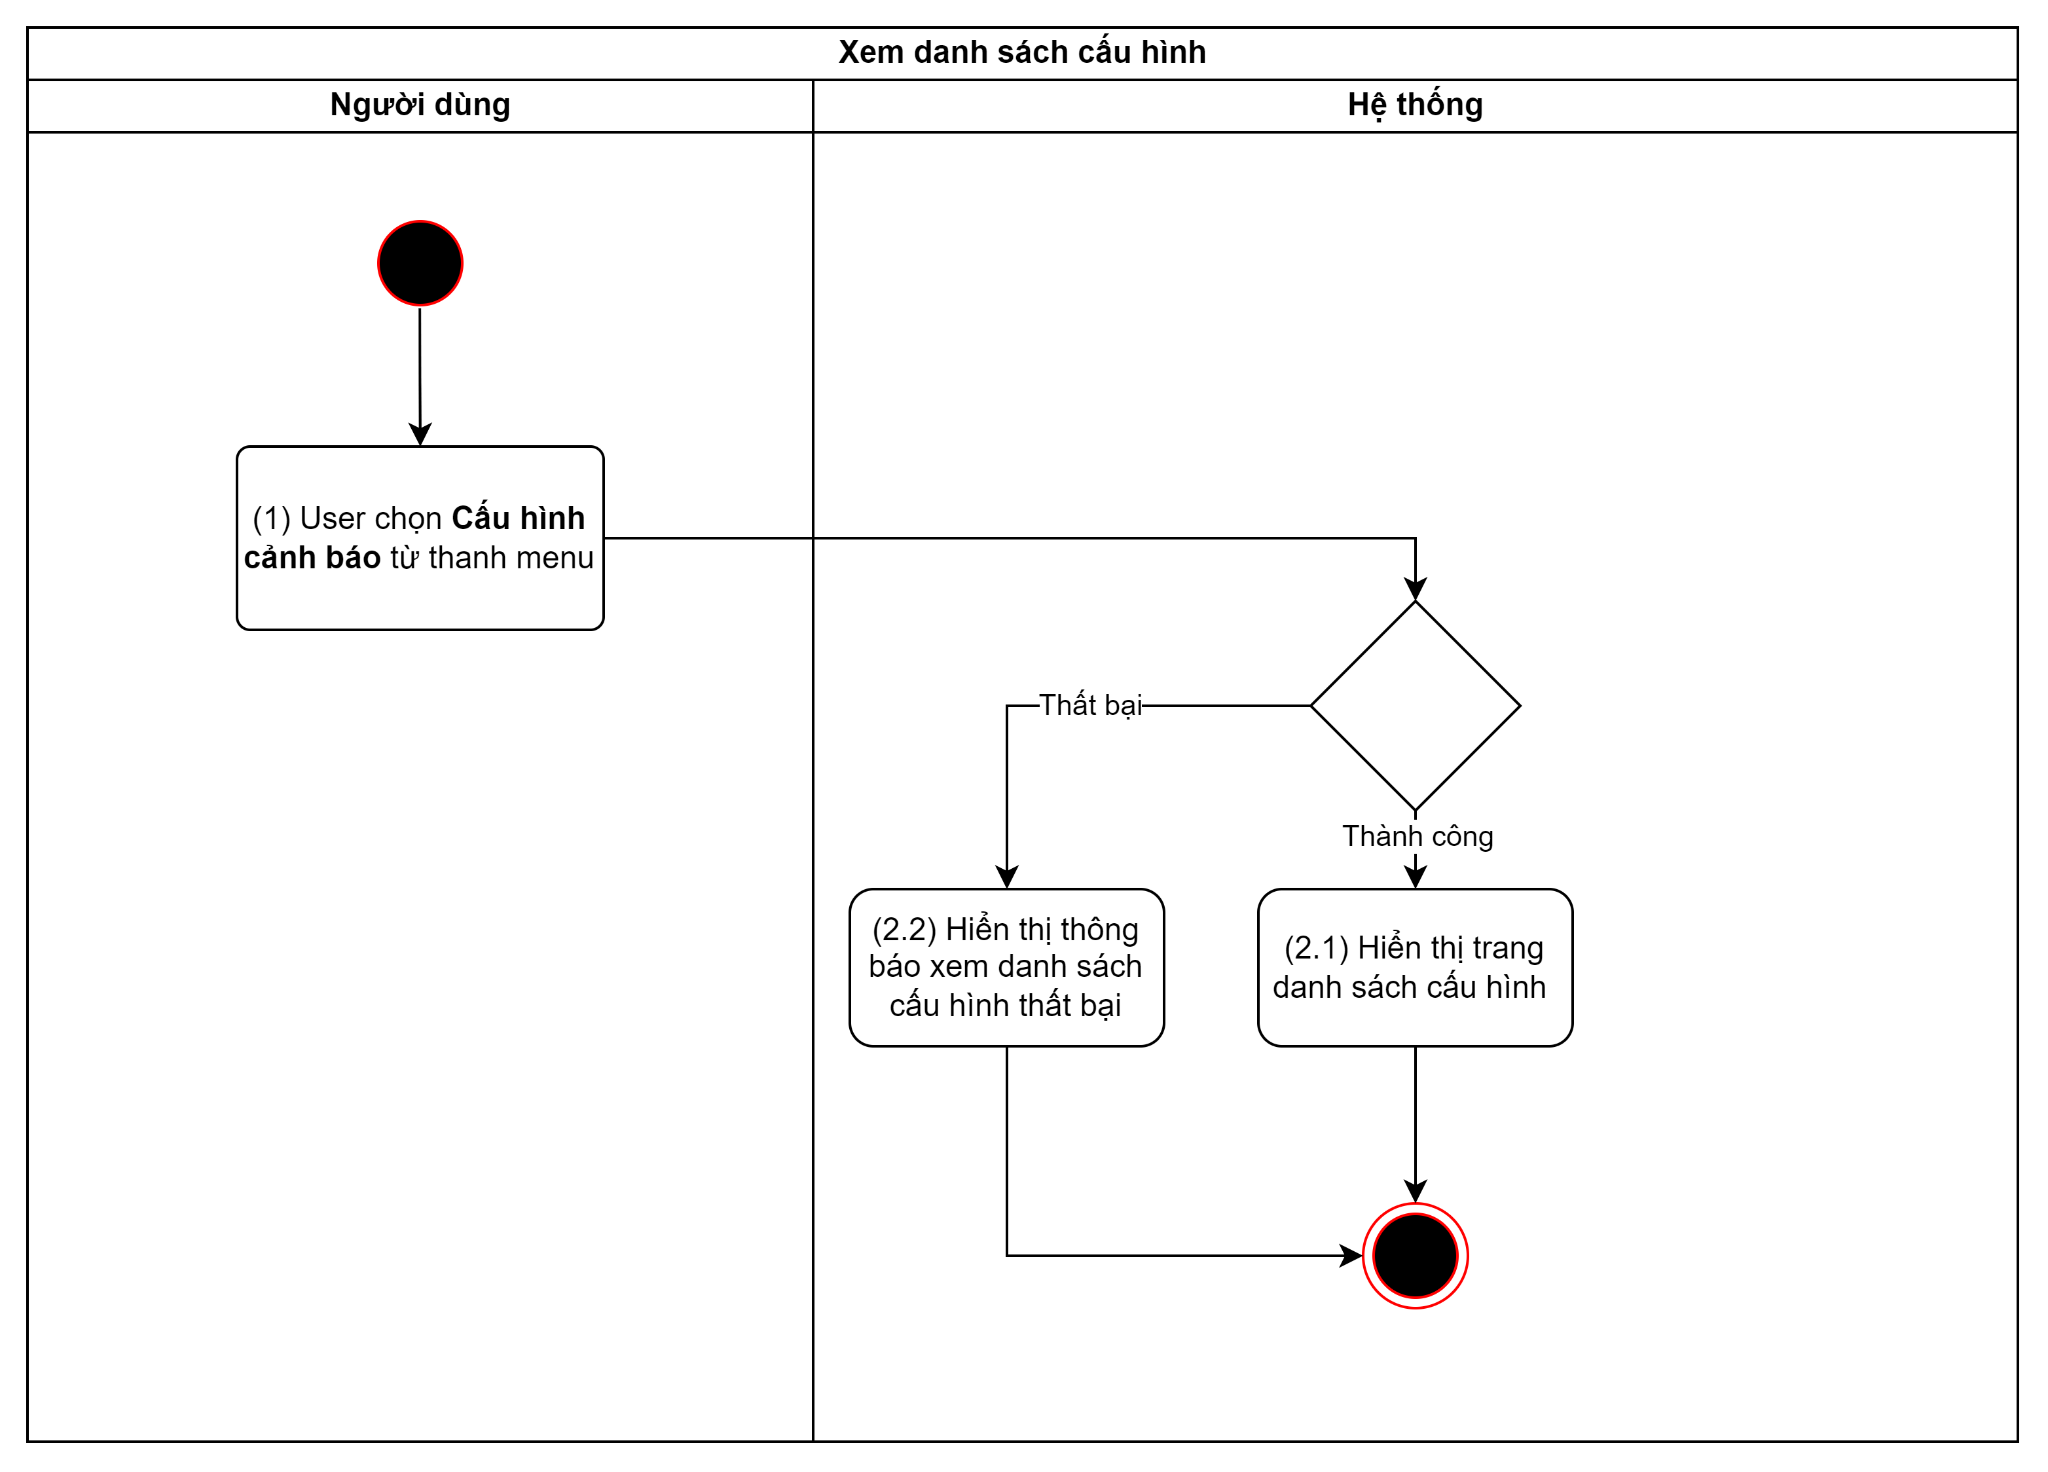 Xem danh sách cấu hình
Người dùng
Hệ thống
(1) User chọn Cấu hình
cảnh báo từ thanh menu
Thất bại
Thành công
(2.2) Hiển thị thông
báo xem danh sách
cấu hình thất bại
(2.1) Hiển thị trang
danh sách cấu hình